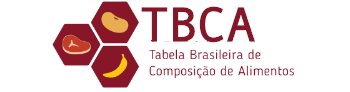 TBCA
Tabela Brasileira de
Composição de Alimentos